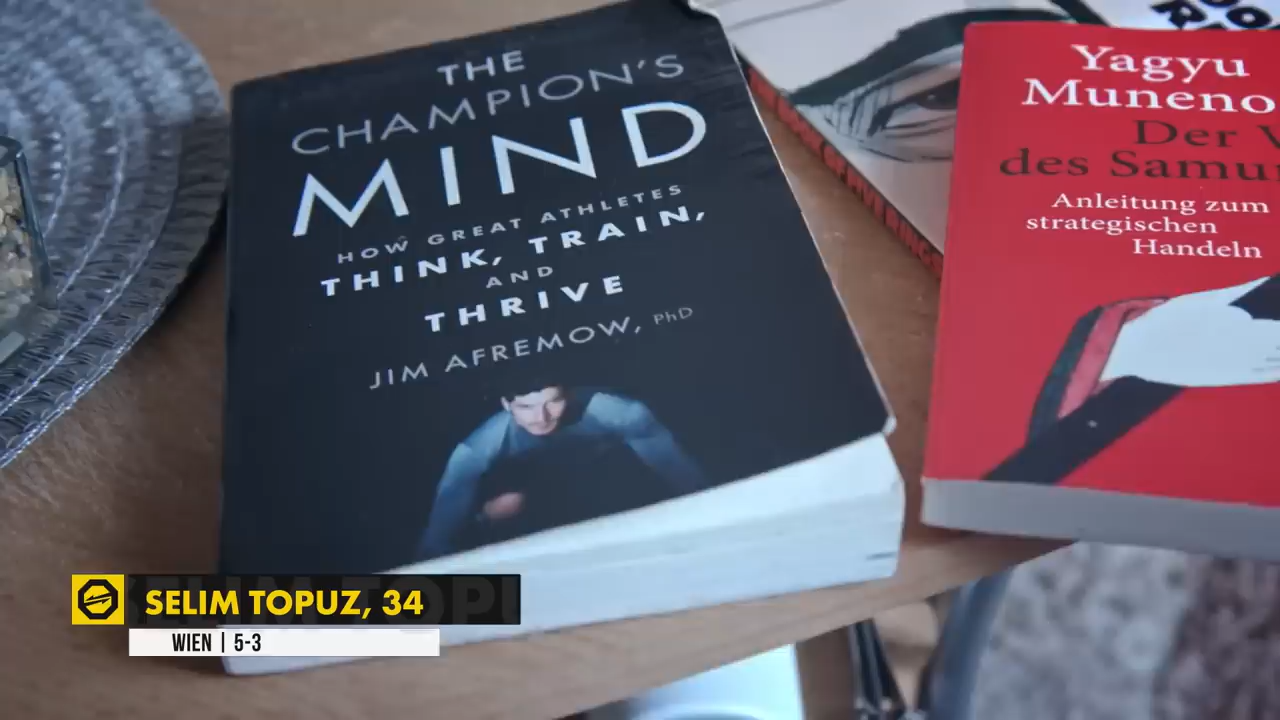 THE
CHAMPION'S
MIND
HOW GREAT ATHLETES
THINK, TRAIN,
AND
THRIVE
JIM AFREMOW, PhD
Yagyu
Muneno
Der
des Samu
Anleitung zum
strategischen
Handeln
SELIM TOPUZ, 34
WIEN | 5-3